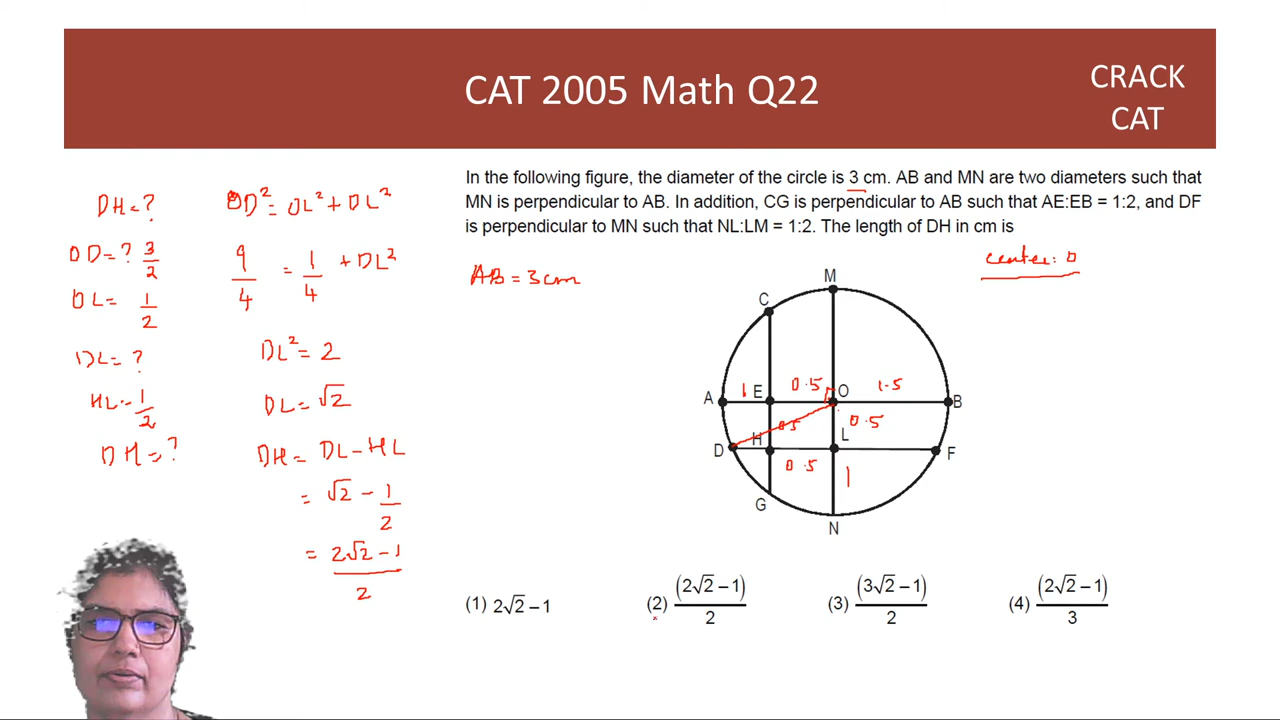 CAT 2005 Math Q22
CRACK
CAT
In the following figure, the diameter of the circle is 3 cm. AB and MN are two diameters such that
MN is perpendicular to AB. In addition, CG is perpendicular to AB such that AE:EB = 1:2, and DF
is perpendicular to MN such that NL:LM = 1:2. The length of DH in cm is
DH = ?
OD = ? 3/2
OL = 1/2
DL = ?
HL = 1/2
DH = ?
OD² = OL² + DL²
9/4 = 1/4 + DL²
DL² = 2
DL = √2
DH = DL - HL
= √2 - 1/2
= 2√2 - 1
2
AB = 3cm
center: O
M
C
A 1 E 0.5 O 1.5 B
0.5 0.5
D H L F
0.5 1
G
N
(1) 2√2 – 1 (2) (2√2 – 1)/2 (3) (3√2 – 1)/2 (4) (2√2 – 1)/3